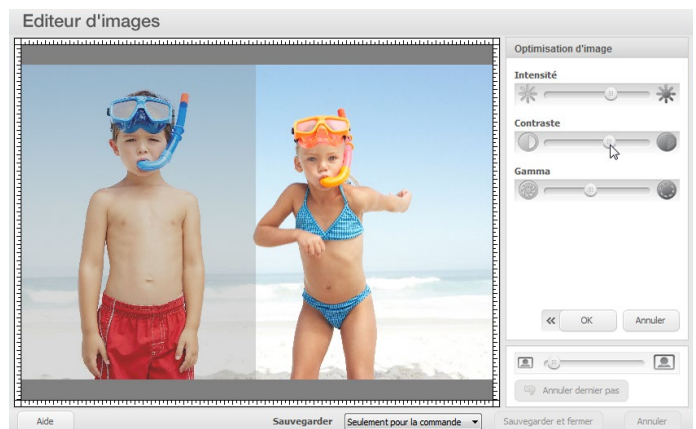 Editeur d'images
Optimisation d'image
Intensité
Contraste
Gamma
OK
Annuler
Annuler dernier pas
Aide
Sauvegarder
Seulement pour la commande
Sauvegarder et fermer
Annuler